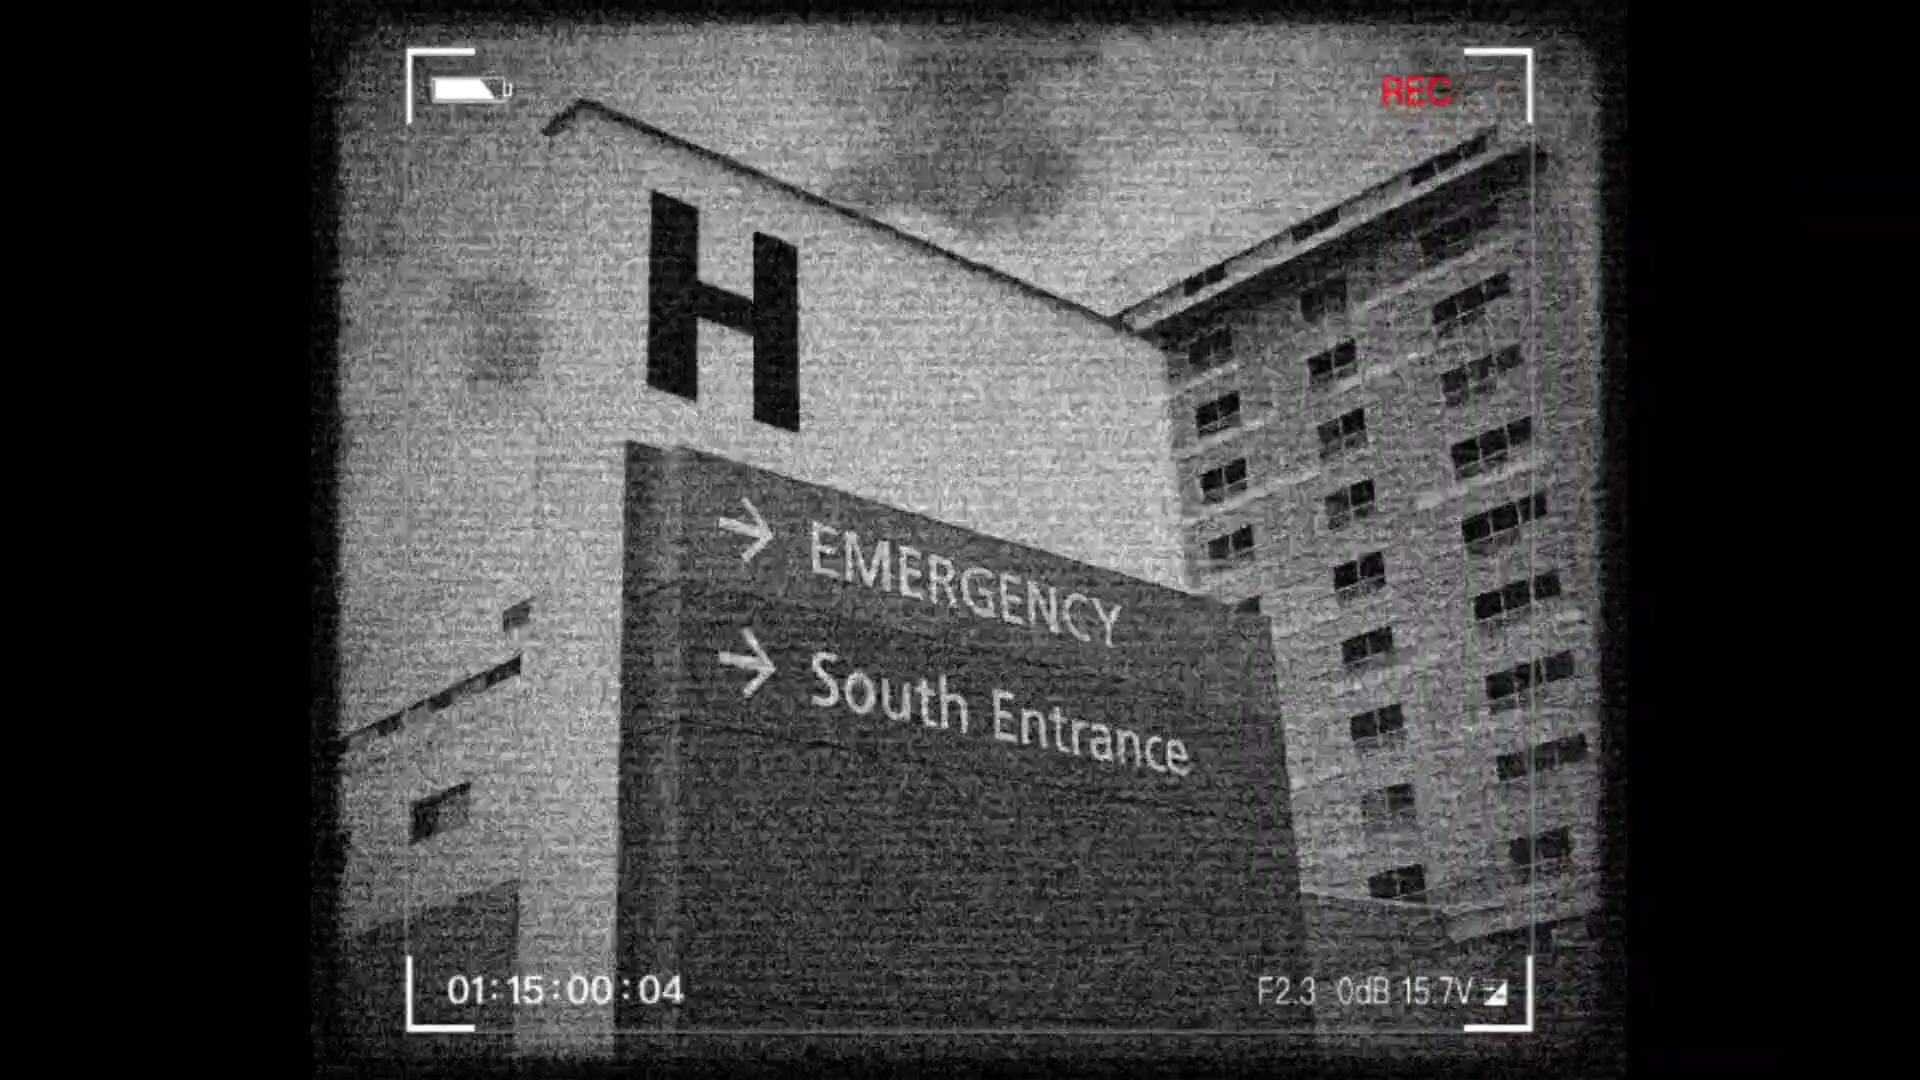 REC
H
→ EMERGENCY
→ South Entrance
01:15:00:04
F2.3 0dB 15.7V